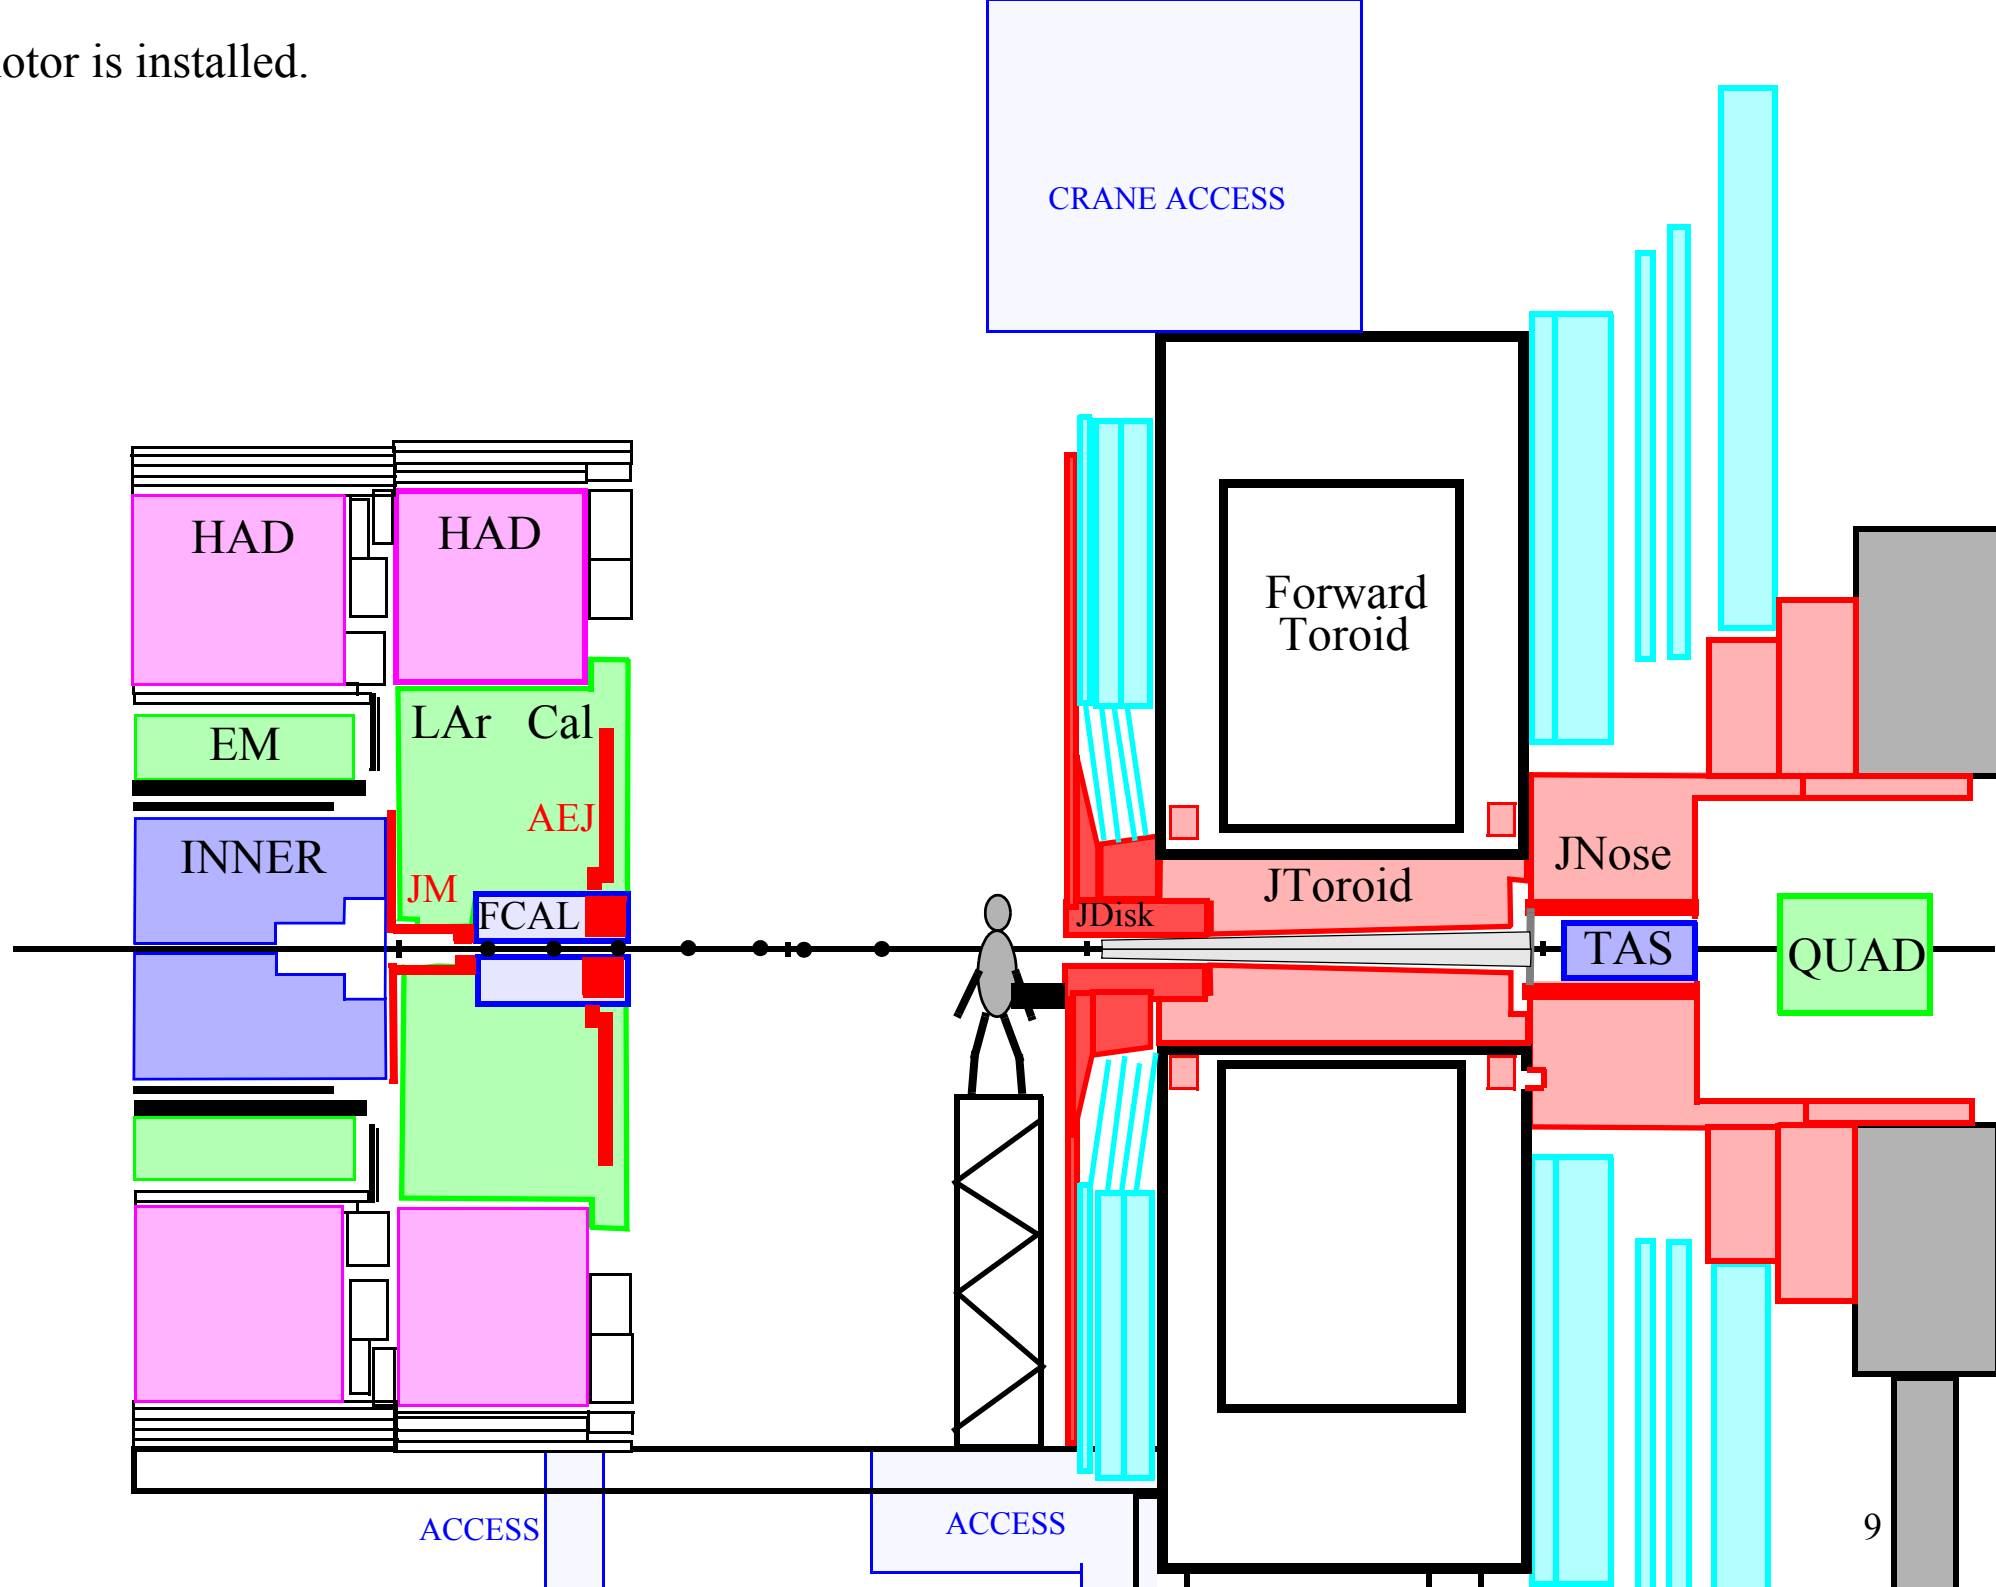 otor is installed.
CRANE ACCESS
HAD
HAD
Forward
Toroid
LAr Cal
EM
AEJ
INNER
JM
FCAL
JDisk
JToroid
JNose
TAS
QUAD
ACCESS
ACCESS
9